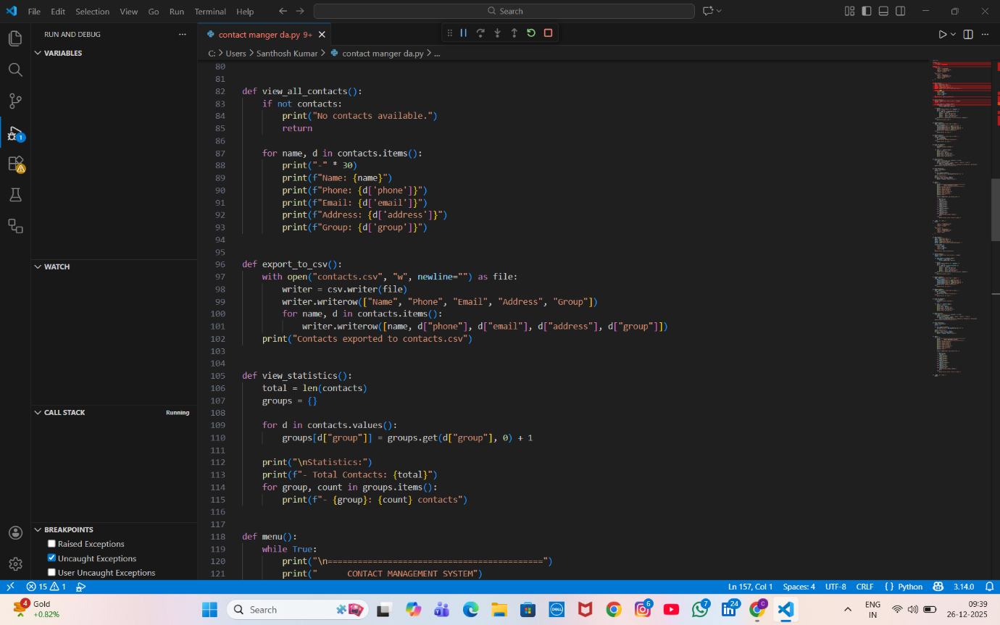 File Edit Selection View Go Run Terminal Help
Search
RUN AND DEBUG
VARIABLES
WATCH
CALL STACK Running
BREAKPOINTS
Raised Exceptions
Uncaught Exceptions
User Uncaught Exceptions
1
contact manger da.py 9+
C: > Users > Santhosh Kumar > contact manger da.py > ...
80
81
82 def view_all_contacts():
83     if not contacts:
84         print("No contacts available.")
85         return
86
87     for name, d in contacts.items():
88         print("-" * 30)
89         print(f"Name: {name}")
90         print(f"Phone: {d['phone']}")
91         print(f"Email: {d['email']}")
92         print(f"Address: {d['address']}")
93         print(f"Group: {d['group']}")
94
95
96 def export_to_csv():
97     with open("contacts.csv", "w", newline="") as file:
98         writer = csv.writer(file)
99         writer.writerow(["Name", "Phone", "Email", "Address", "Group"])
100         for name, d in contacts.items():
101             writer.writerow([name, d["phone"], d["email"], d["address"], d["group"]])
102     print("Contacts exported to contacts.csv")
103
104
105 def view_statistics():
106     total = len(contacts)
107     groups = {}
108
109     for d in contacts.values():
110         groups[d["group"]] = groups.get(d["group"], 0) + 1
111
112     print("\nStatistics:")
113     print(f"- Total Contacts: {total}")
114     for group, count in groups.items():
115         print(f"- {group}: {count} contacts")
116
117
118 def menu():
119     while True:
120         print("\n===========================================")
121         print("      CONTACT MANAGEMENT SYSTEM")
15 1
Ln 157, Col 1 Spaces: 4 UTF-8 CRLF { } Python 3.14.0
4
Gold
+0.82%
Search
DELL
6
7
24
C
ENG
IN
09:39
26-12-2025